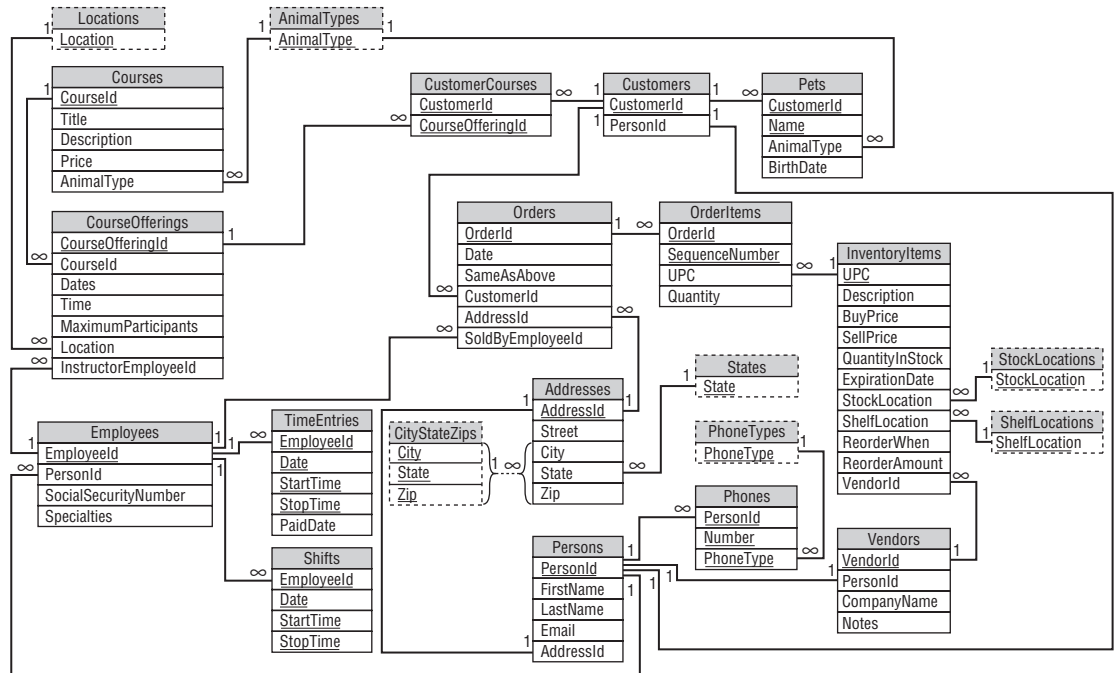 Locations
Location
AnimalTypes
AnimalType
Courses
CourseId
Title
Description
Price
AnimalType
CustomerCourses
CustomerId
CourseOfferingId
Customers
CustomerId
PersonId
Pets
CustomerId
Name
AnimalType
BirthDate
CourseOfferings
CourseOfferingId
CourseId
Dates
Time
MaximumParticipants
Location
InstructorEmployeeId
Orders
OrderId
Date
SameAsAbove
CustomerId
AddressId
SoldByEmployeeId
OrderItems
OrderId
SequenceNumber
UPC
Quantity
InventoryItems
UPC
Description
BuyPrice
SellPrice
QuantityInStock
ExpirationDate
StockLocation
ShelfLocation
ReorderWhen
ReorderAmount
VendorId
StockLocations
StockLocation
ShelfLocations
ShelfLocation
States
State
Addresses
AddressId
Street
City
State
Zip
CityStateZips
City
State
Zip
PhoneTypes
PhoneType
Employees
EmployeeId
PersonId
SocialSecurityNumber
Specialties
TimeEntries
EmployeeId
Date
StartTime
StopTime
PaidDate
Shifts
EmployeeId
Date
StartTime
StopTime
Phones
PersonId
Number
PhoneType
Persons
PersonId
FirstName
LastName
Email
AddressId
Vendors
VendorId
PersonId
CompanyName
Notes